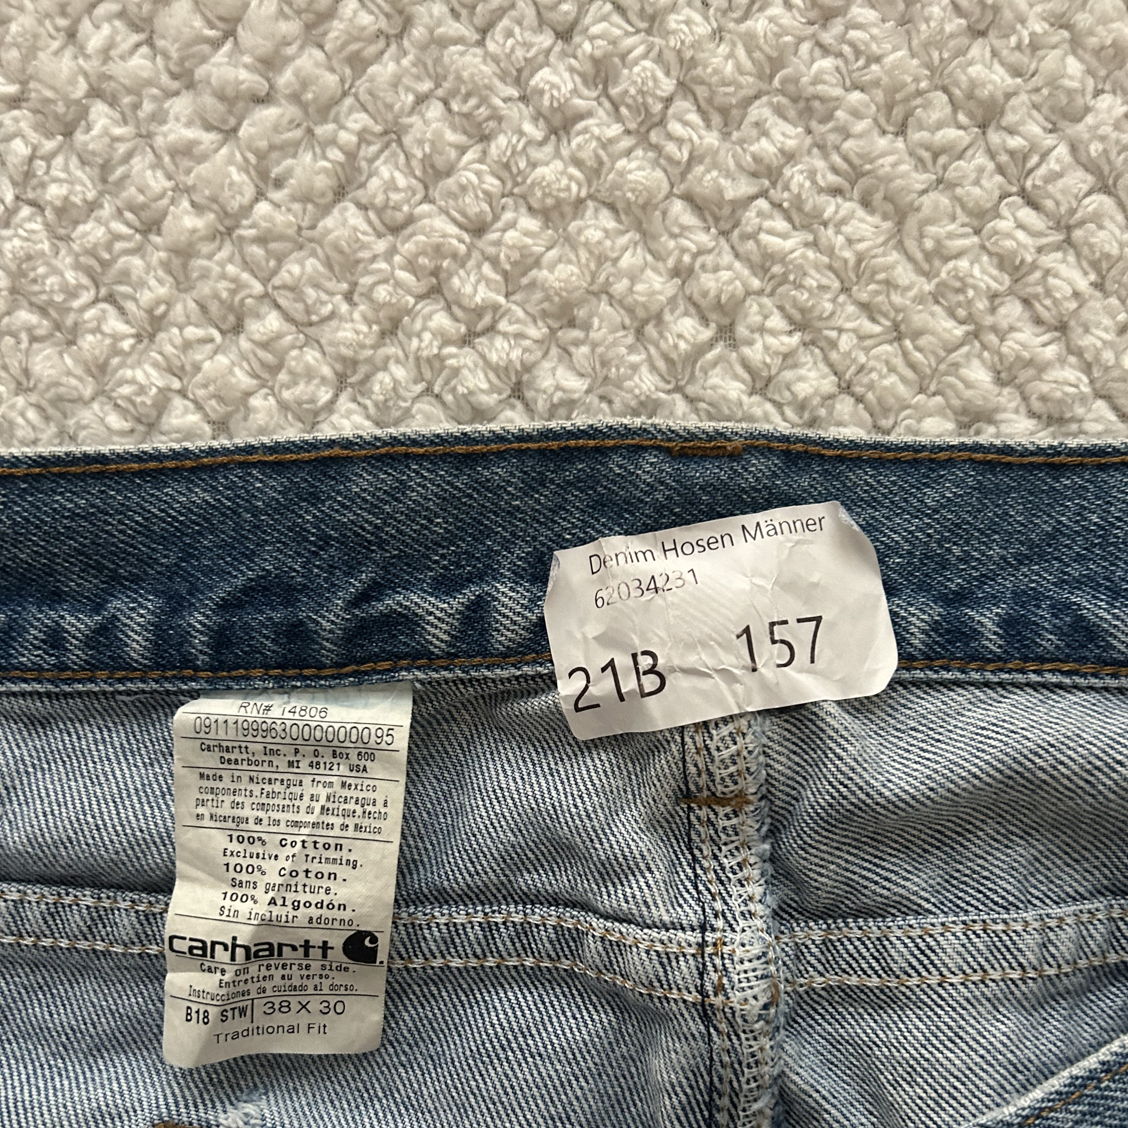 Denim Hosen Männer
62034231
21B 157
RN# 14806
0911199963000000095
Carhartt, Inc. P. O. Box 600
Dearborn, MI 48121 USA
Made in Nicaragua from Mexico
components.Fabriqué au Nicaragua à
partir des composants du Mexique.Hecho
en Nicaragua de los componentes de México
100% Cotton.
Exclusive of Trimming.
100% Coton.
Sans garniture.
100% Algodón.
Sin incluir adorno.
carhartt
Care on reverse side.
Entretien au verso.
Instrucciones de cuidado al dorso.
B18 STW 38 X 30
Traditional Fit